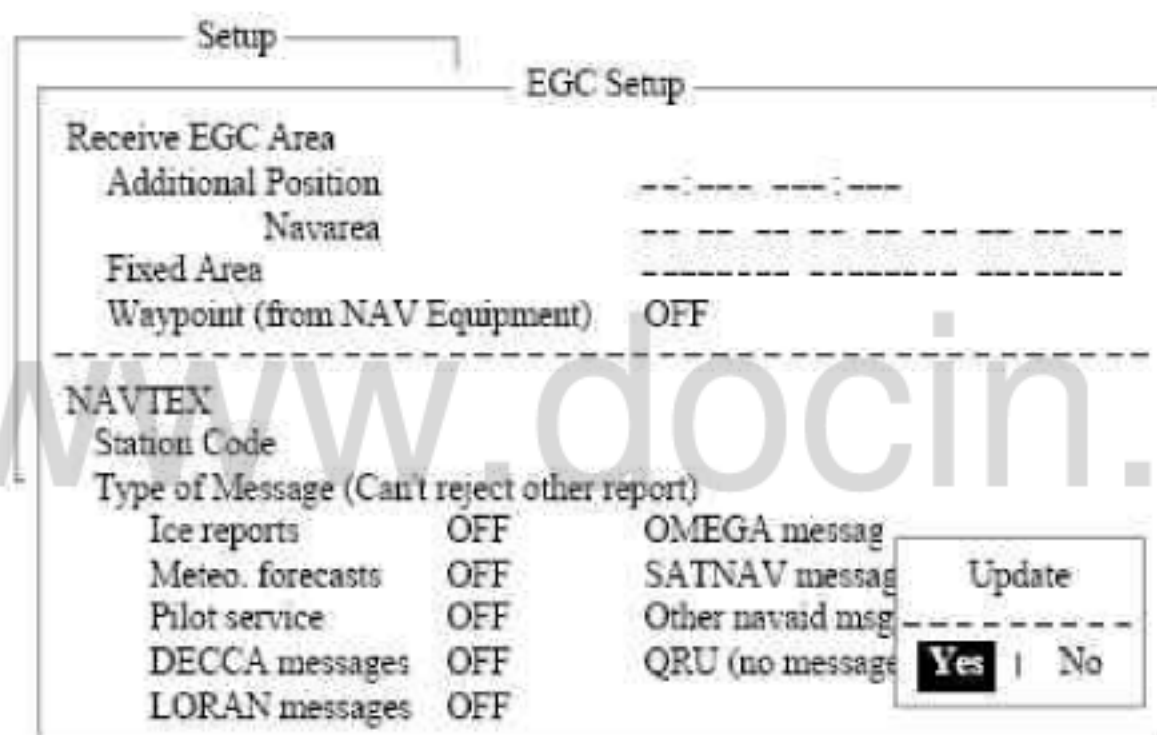 Setup
EGC Setup
Receive EGC Area
Additional Position --:--- ---:---
Navarea -- -- -- -- -- -- -- -- --
Fixed Area -------- -------- --------
Waypoint (from NAV Equipment) OFF
NAVTEX
Station Code
Type of Message (Can't reject other report)
Ice reports OFF OMEGA messag
Meteo. forecasts OFF SATNAV messag
Pilot service OFF Other navaid msg
DECCA messages OFF QRU (no message
LORAN messages OFF
Update
Yes | No
www.docin.